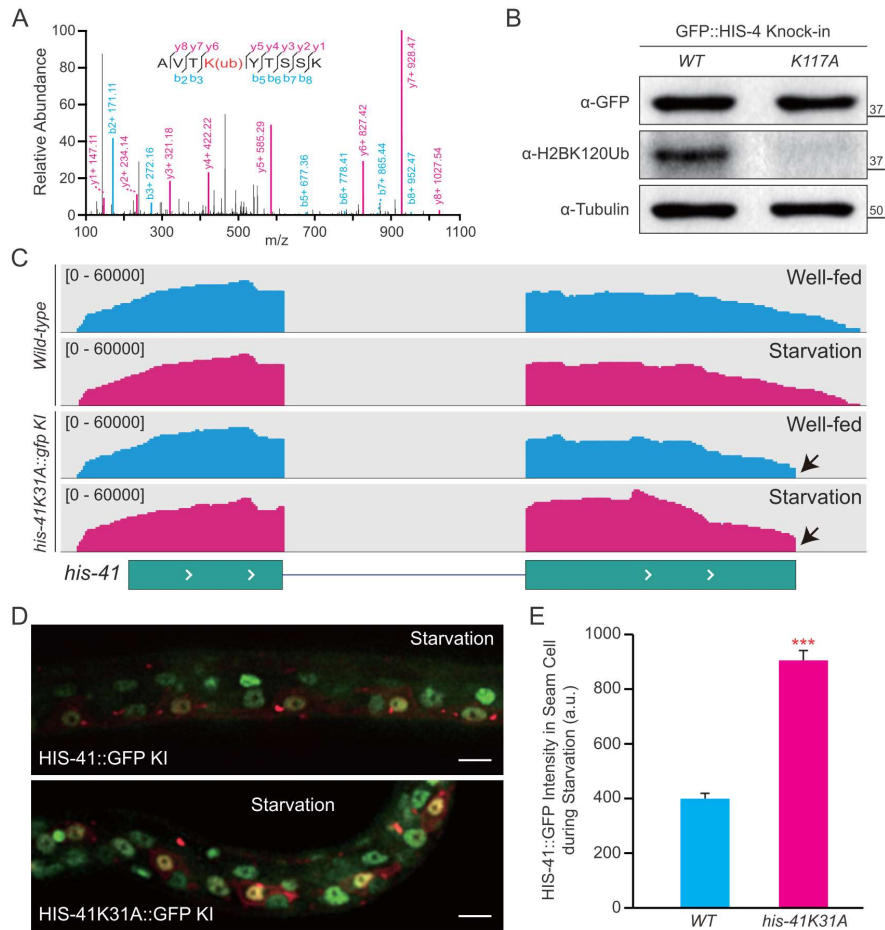 A
y8 y7 y6 y5 y4 y3 y2 y1
A V T K(ub) Y T S S K
b2 b3 b5 b6 b7 b8
Relative Abundance
100
80
60
40
20
0
y1+ 147.11
b2+ 171.11
y2+ 234.14
b3+ 272.16
y3+ 321.18
y4+ 422.22
y5+ 585.29
b5+ 677.36
b6+ 778.41
y6+ 827.42
b7+ 865.44
y7+ 928.47
b8+ 952.47
y8+ 1027.54
100 300 500 700 900 1100
m/z
B
GFP::HIS-4 Knock-in
WT K117A
α-GFP 37
α-H2BK120Ub 37
α-Tubulin 50
C
Wild-type
[0 - 60000] Well-fed
[0 - 60000] Starvation
his-41K31A::gfp KI
[0 - 60000] Well-fed
[0 - 60000] Starvation
his-41
D
Starvation
HIS-41::GFP KI
Starvation
HIS-41K31A::GFP KI
E
HIS-41::GFP Intensity in Seam Cell
during Starvation (a.u.)
1000
800
600
400
200
0
***
WT his-41K31A